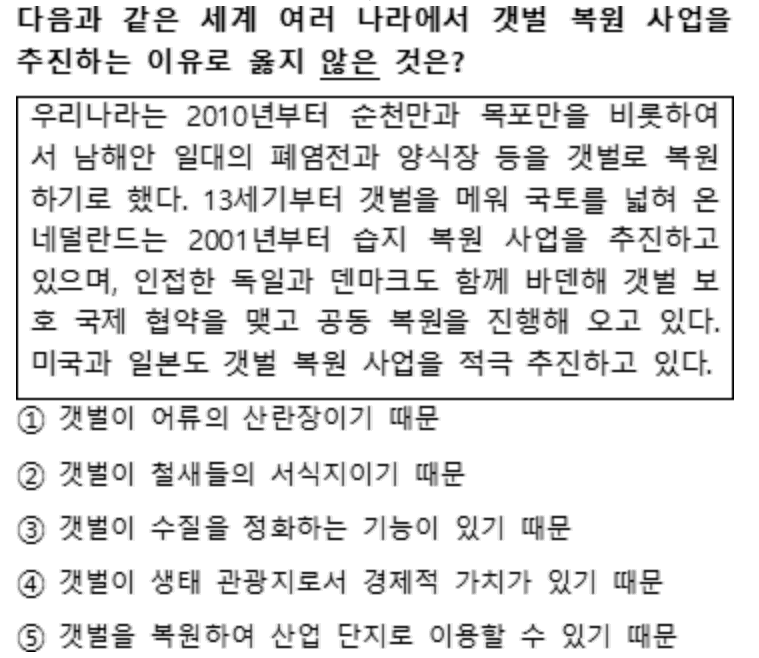 다음과 같은 세계 여러 나라에서 갯벌 복원 사업을
추진하는 이유로 옳지 않은 것은?
우리나라는 2010년부터 순천만과 목포만을 비롯하여
서 남해안 일대의 폐염전과 양식장 등을 갯벌로 복원
하기로 했다. 13세기부터 갯벌을 메워 국토를 넓혀 온
네덜란드는 2001년부터 습지 복원 사업을 추진하고
있으며, 인접한 독일과 덴마크도 함께 바덴해 갯벌 보
호 국제 협약을 맺고 공동 복원을 진행해 오고 있다.
미국과 일본도 갯벌 복원 사업을 적극 추진하고 있다.
① 갯벌이 어류의 산란장이기 때문
② 갯벌이 철새들의 서식지이기 때문
③ 갯벌이 수질을 정화하는 기능이 있기 때문
④ 갯벌이 생태 관광지로서 경제적 가치가 있기 때문
⑤ 갯벌을 복원하여 산업 단지로 이용할 수 있기 때문